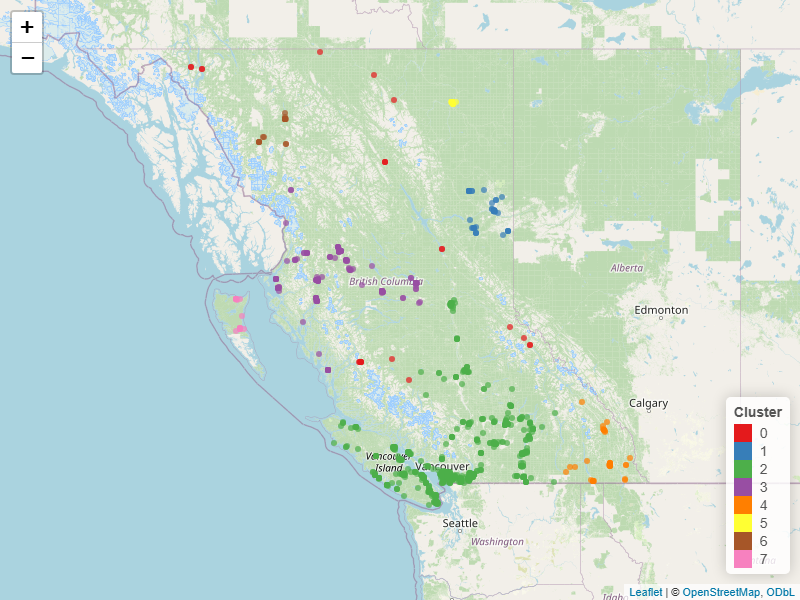 +
−
British Columbia
Alberta
Edmonton
Calgary
Vancouver
Island
Vancouver
Seattle
Washington
Cluster
0
1
2
3
4
5
6
7
Leaflet | © OpenStreetMap, ODbL